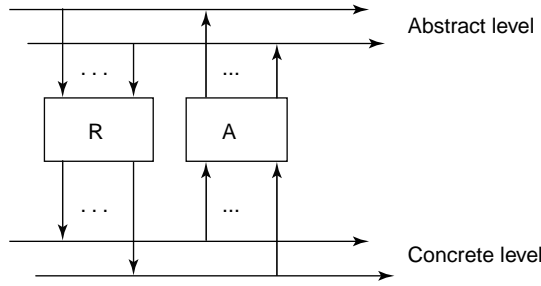 Abstract level
. . . ...
R A
. . . ...
Concrete level